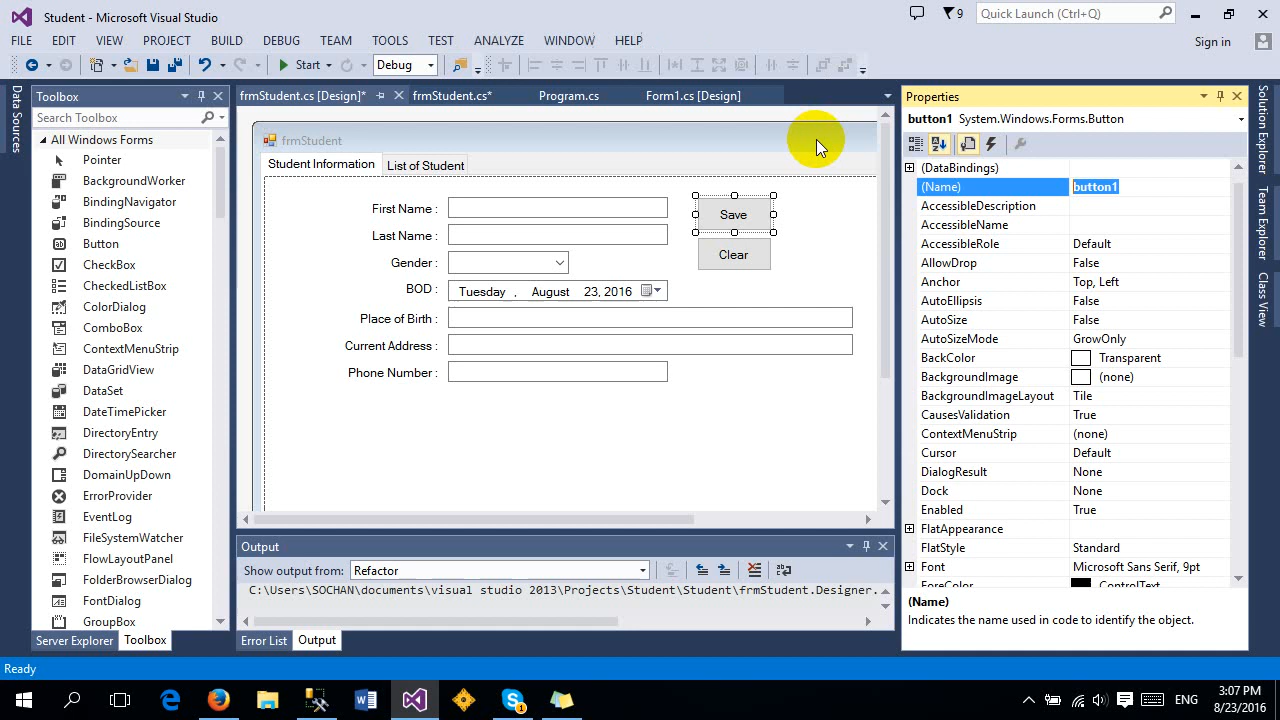 Student - Microsoft Visual Studio
9
Quick Launch (Ctrl+Q)
FILE EDIT VIEW PROJECT BUILD DEBUG TEAM TOOLS TEST ANALYZE WINDOW HELP
Sign in
Start Debug
Data Sources
Toolbox
Search Toolbox
All Windows Forms
Pointer
BackgroundWorker
BindingNavigator
BindingSource
Button
CheckBox
CheckedListBox
ColorDialog
ComboBox
ContextMenuStrip
DataGridView
DataSet
DateTimePicker
DirectoryEntry
DirectorySearcher
DomainUpDown
ErrorProvider
EventLog
FileSystemWatcher
FlowLayoutPanel
FolderBrowserDialog
FontDialog
GroupBox
Server Explorer Toolbox
frmStudent.cs [Design]* frmStudent.cs* Program.cs Form1.cs [Design]
frmStudent
Student Information List of Student
First Name :
Last Name :
Gender :
BOD : Tuesday , August 23, 2016
Place of Birth :
Current Address :
Phone Number :
Save
Clear
Output
Show output from: Refactor
C:\Users\SOCHAN\documents\visual studio 2013\Projects\Student\Student\frmStudent.Designer.
Error List Output
Properties
button1 System.Windows.Forms.Button
(DataBindings)
(Name) button1
AccessibleDescription
AccessibleName
AccessibleRole Default
AllowDrop False
Anchor Top, Left
AutoEllipsis False
AutoSize False
AutoSizeMode GrowOnly
BackColor Transparent
BackgroundImage (none)
BackgroundImageLayout Tile
CausesValidation True
ContextMenuStrip (none)
Cursor Default
DialogResult None
Dock None
Enabled True
FlatAppearance
FlatStyle Standard
Font Microsoft Sans Serif, 9pt
ForeColor ControlText
(Name)
Indicates the name used in code to identify the object.
Solution Explorer
Team Explorer
Class View
Ready
1
ENG
3:07 PM
8/23/2016